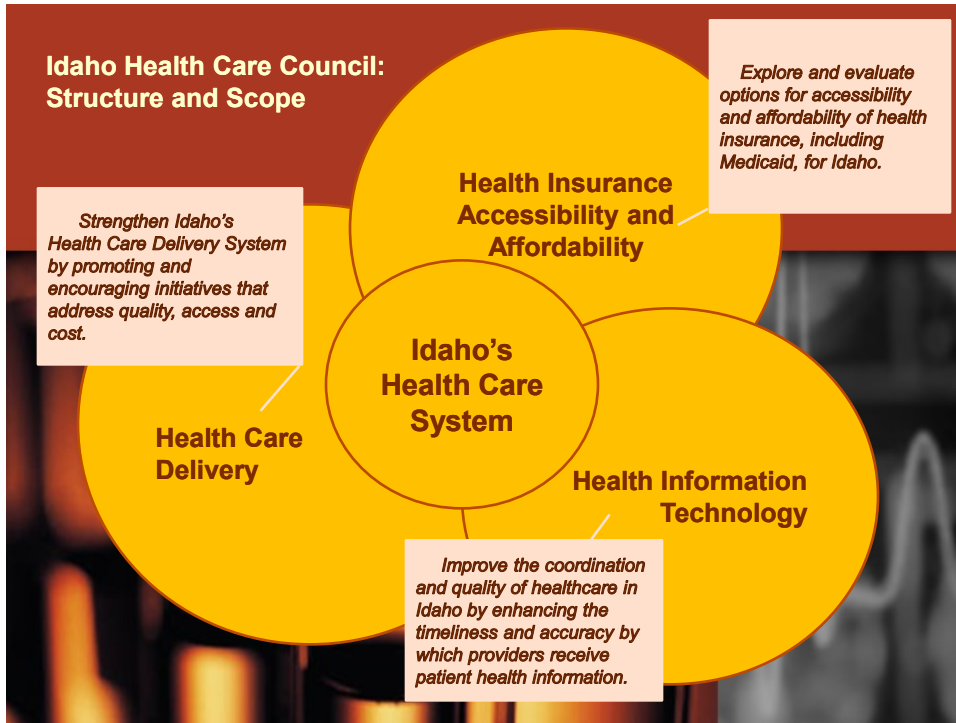 Idaho Health Care Council:
Structure and Scope
Explore and evaluate
options for accessibility
and affordability of health
insurance, including
Medicaid, for Idaho.
Health Insurance
Accessibility and
Affordability
Strengthen Idaho’s
Health Care Delivery System
by promoting and
encouraging initiatives that
address quality, access and
cost.
Idaho’s
Health Care
System
Health Care
Delivery
Health Information
Technology
Improve the coordination
and quality of healthcare in
Idaho by enhancing the
timeliness and accuracy by
which providers receive
patient health information.